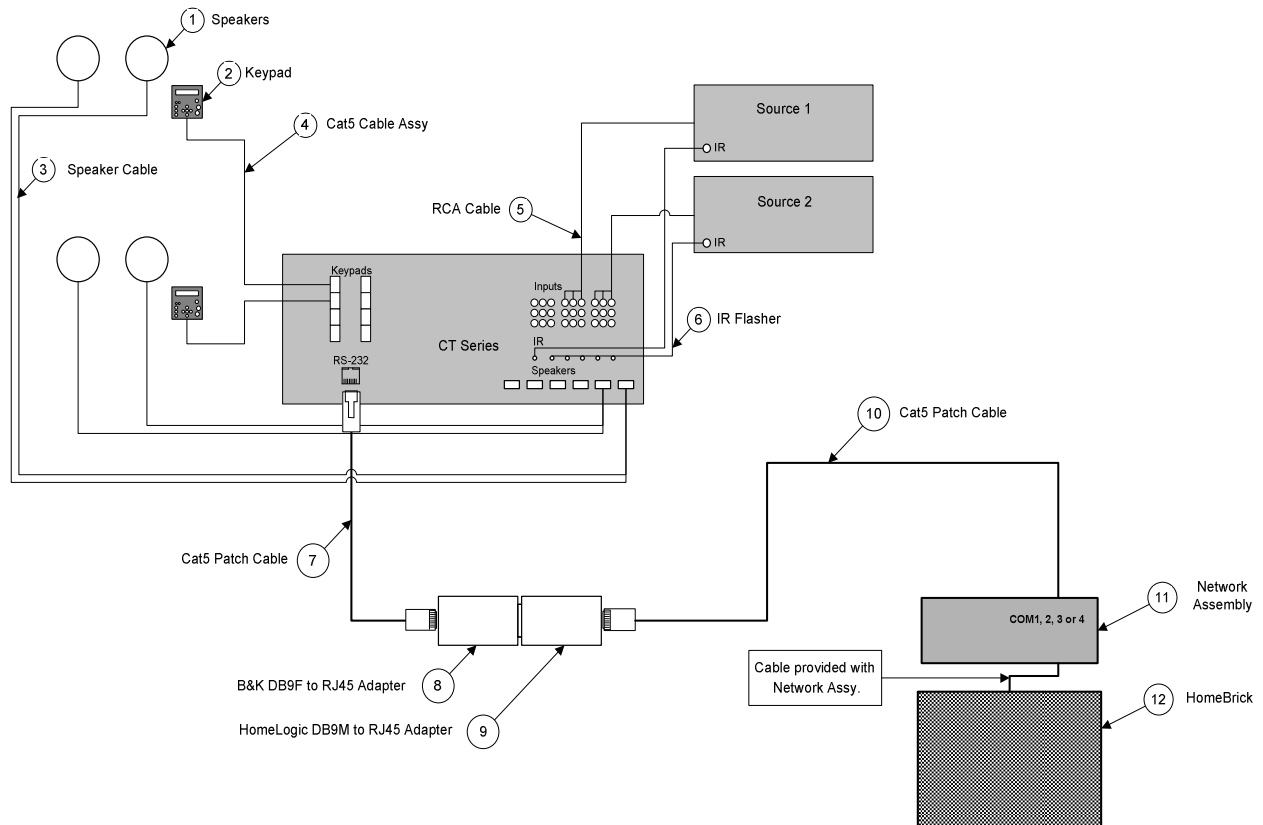 1 Speakers
2 Keypad
4 Cat5 Cable Assy
3 Speaker Cable
Source 1
IR
Source 2
IR
RCA Cable 5
Keypads
Inputs
6 IR Flasher
IR
CT Series
RS-232
Speakers
10 Cat5 Patch Cable
Cat5 Patch Cable 7
11 Network
Assembly
COM1, 2, 3 or 4
Cable provided with
Network Assy.
B&K DB9F to RJ45 Adapter 8
12 HomeBrick
HomeLogic DB9M to RJ45 Adapter 9